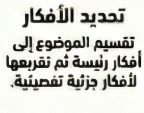 تحديد الأفكار
تقسيم الموضوع إلى
أفكار رئيسة ثم تفريعها
لأفكار جزئية تفصيلية.